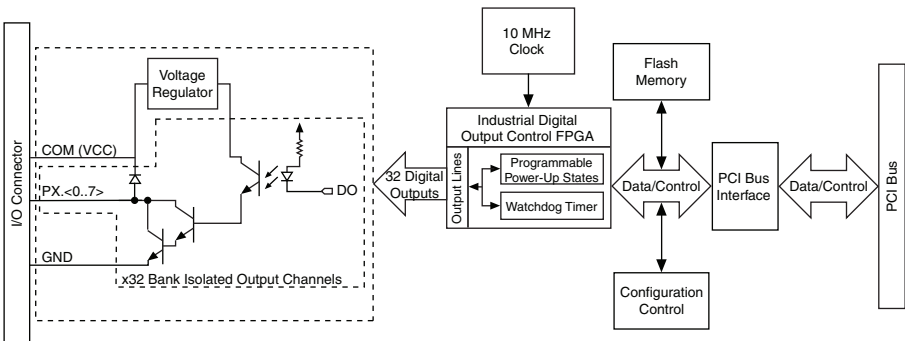 I/O Connector
Voltage
Regulator
COM (VCC)
PX.<0..7>
GND
DO
x32 Bank Isolated Output Channels
32 Digital
Outputs
10 MHz
Clock
Industrial Digital
Output Control FPGA
Output Lines
Programmable
Power-Up States
Watchdog Timer
Flash
Memory
Data/Control
Configuration
Control
PCI Bus
Interface
Data/Control
PCI Bus